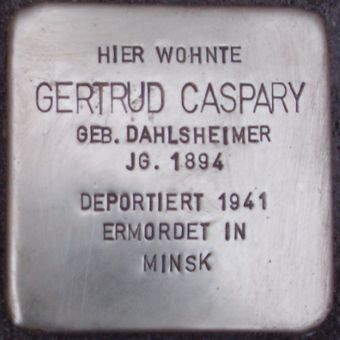 HIER WOHNTE
GERTRUD CASPARY
GEB. DAHLSHEIMER
JG. 1894
DEPORTIERT 1941
ERMORDET IN
MINSK